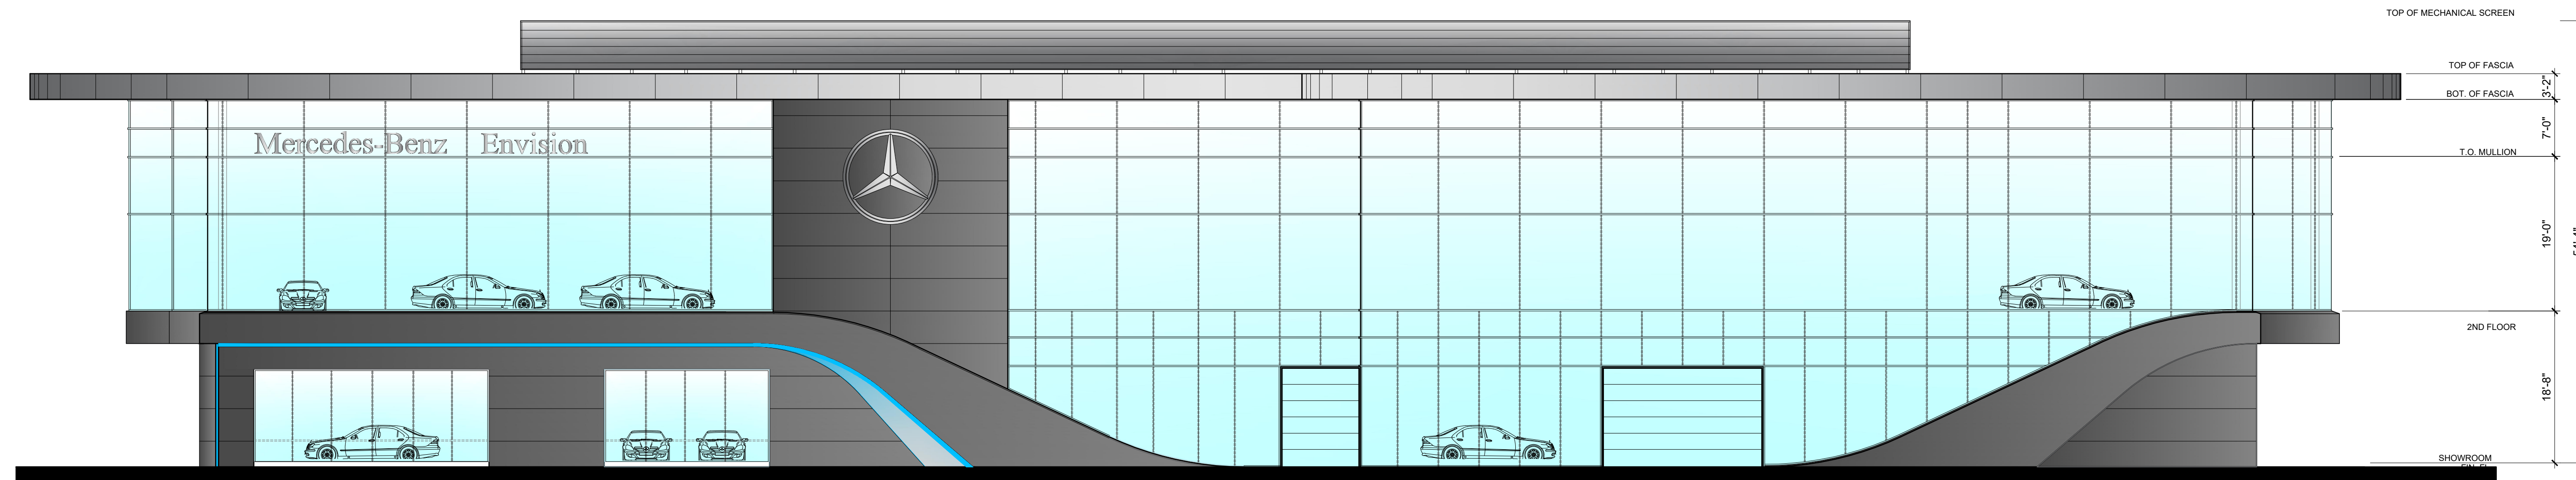 TOP OF MECHANICAL SCREEN
TOP OF FASCIA
3'-2"
BOT. OF FASCIA
7'-0"
Mercedes-Benz Envision
T.O. MULLION
19'-0"
2ND FLOOR
18'-8"
SHOWROOM